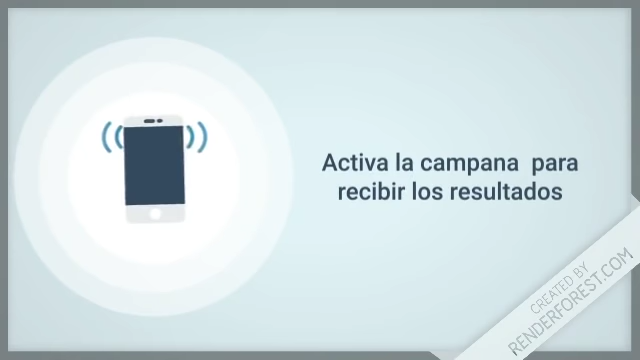 Activa la campana  para
recibir los resultados
CREATED BY
RENDERFOREST.COM